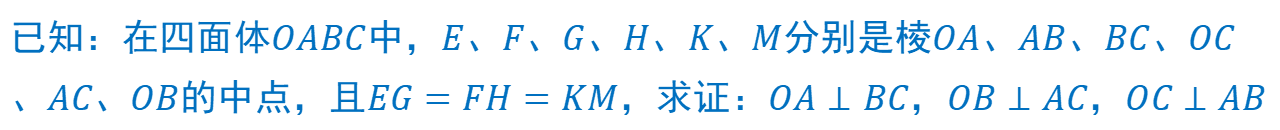 已知：在四面体OABC中，E、F、G、H、K、M分别是棱OA、AB、BC、OC
、AC、OB的中点，且EG = FH = KM，求证：OA ⊥ BC，OB ⊥ AC，OC ⊥ AB